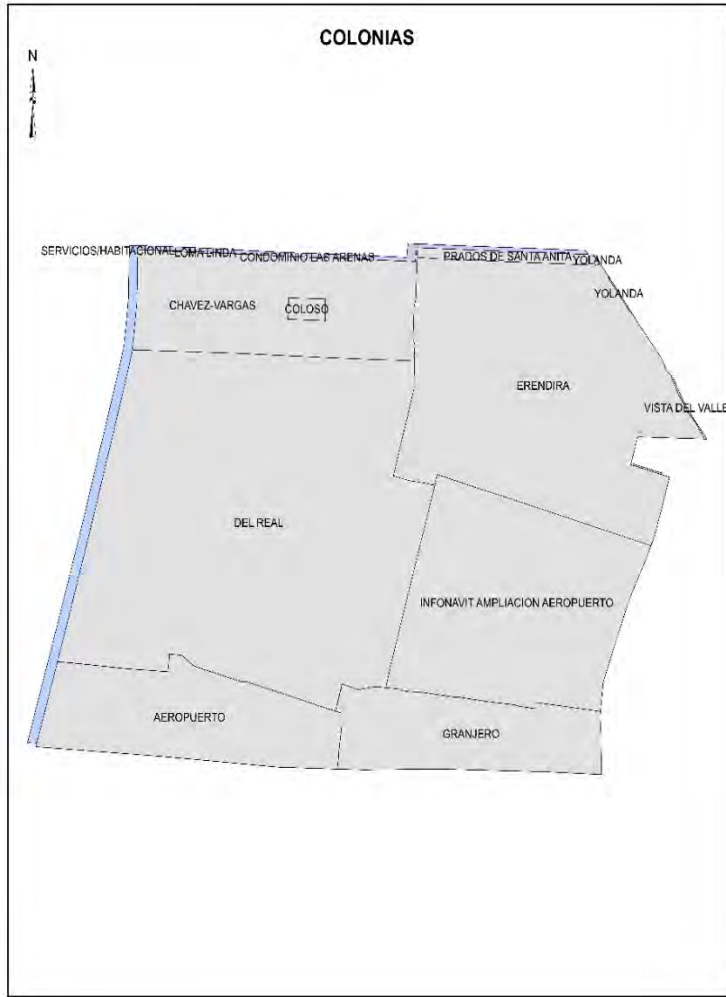 COLONIAS
N
SERVICIOS/HABITACIONAL
LOMA LINDA
CONDOMINIO LAS ARENAS
PRADOS DE SANTA ANITA
YOLANDA
YOLANDA
CHAVEZ-VARGAS
COLOSO
ERENDIRA
VISTA DEL VALLE
DEL REAL
INFONAVIT AMPLIACION AEROPUERTO
AEROPUERTO
GRANJERO